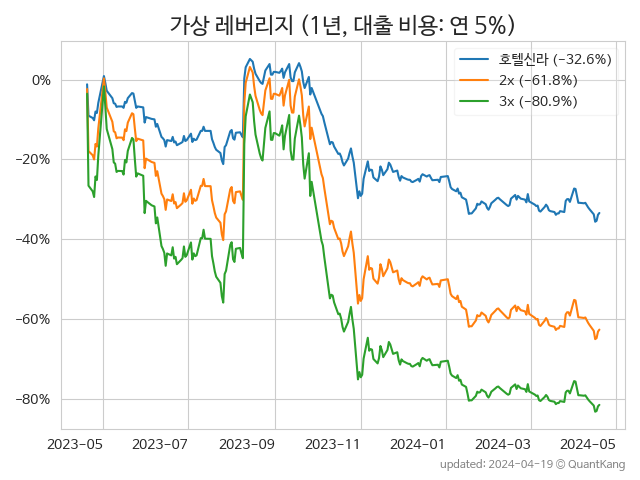 가상 레버리지 (1년, 대출 비용: 연 5%)
호텔신라 (−32.6%)
2x (−61.8%)
3x (−80.9%)
0%
−20%
−40%
−60%
−80%
2023-05 2023-07 2023-09 2023-11 2024-01 2024-03 2024-05
updated: 2024-04-19 © QuantKang